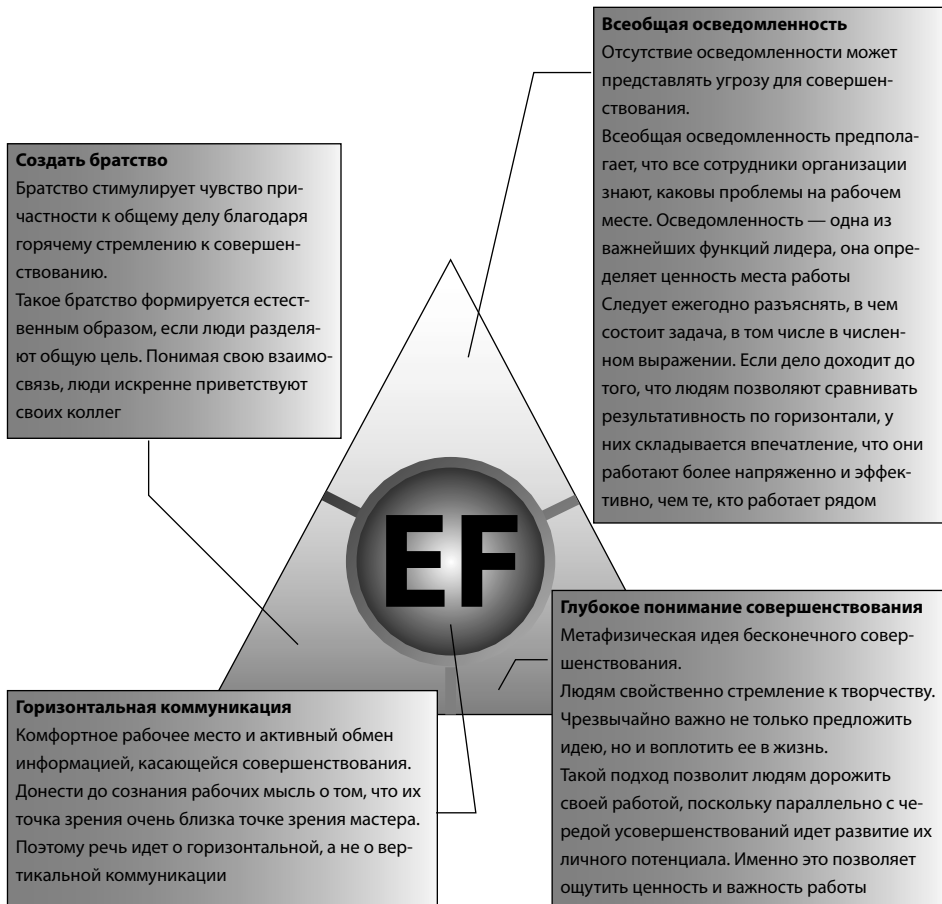 Всеобщая осведомленность
Отсутствие осведомленности может
представлять угрозу для совершен-
ствования.
Всеобщая осведомленность предпола-
гает, что все сотрудники организации
знают, каковы проблемы на рабочем
месте. Осведомленность — одна из
важнейших функций лидера, она опре-
деляет ценность места работы
Следует ежегодно разъяснять, в чем
состоит задача, в том числе в числен-
ном выражении. Если дело доходит до
того, что людям позволяют сравнивать
результативность по горизонтали, у
них складывается впечатление, что они
работают более напряженно и эффек-
тивно, чем те, кто работает рядом
Создать братство
Братство стимулирует чувство при-
частности к общему делу благодаря
горячему стремлению к совершен-
ствованию.
Такое братство формируется естест-
венным образом, если люди разделя-
ют общую цель. Понимая свою взаимо-
связь, люди искренне приветствуют
своих коллег
EF
Глубокое понимание совершенствования
Метафизическая идея бесконечного совер-
шенствования.
Людям свойственно стремление к творчеству.
Чрезвычайно важно не только предложить
идею, но и воплотить ее в жизнь.
Такой подход позволит людям дорожить
своей работой, поскольку параллельно с че-
редой усовершенствований идет развитие их
личного потенциала. Именно это позволяет
ощутить ценность и важность работы
Горизонтальная коммуникация
Комфортное рабочее место и активный обмен
информацией, касающейся совершенствования.
Донести до сознания рабочих мысль о том, что их
точка зрения очень близка точке зрения мастера.
Поэтому речь идет о горизонтальной, а не о вер-
тикальной коммуникации